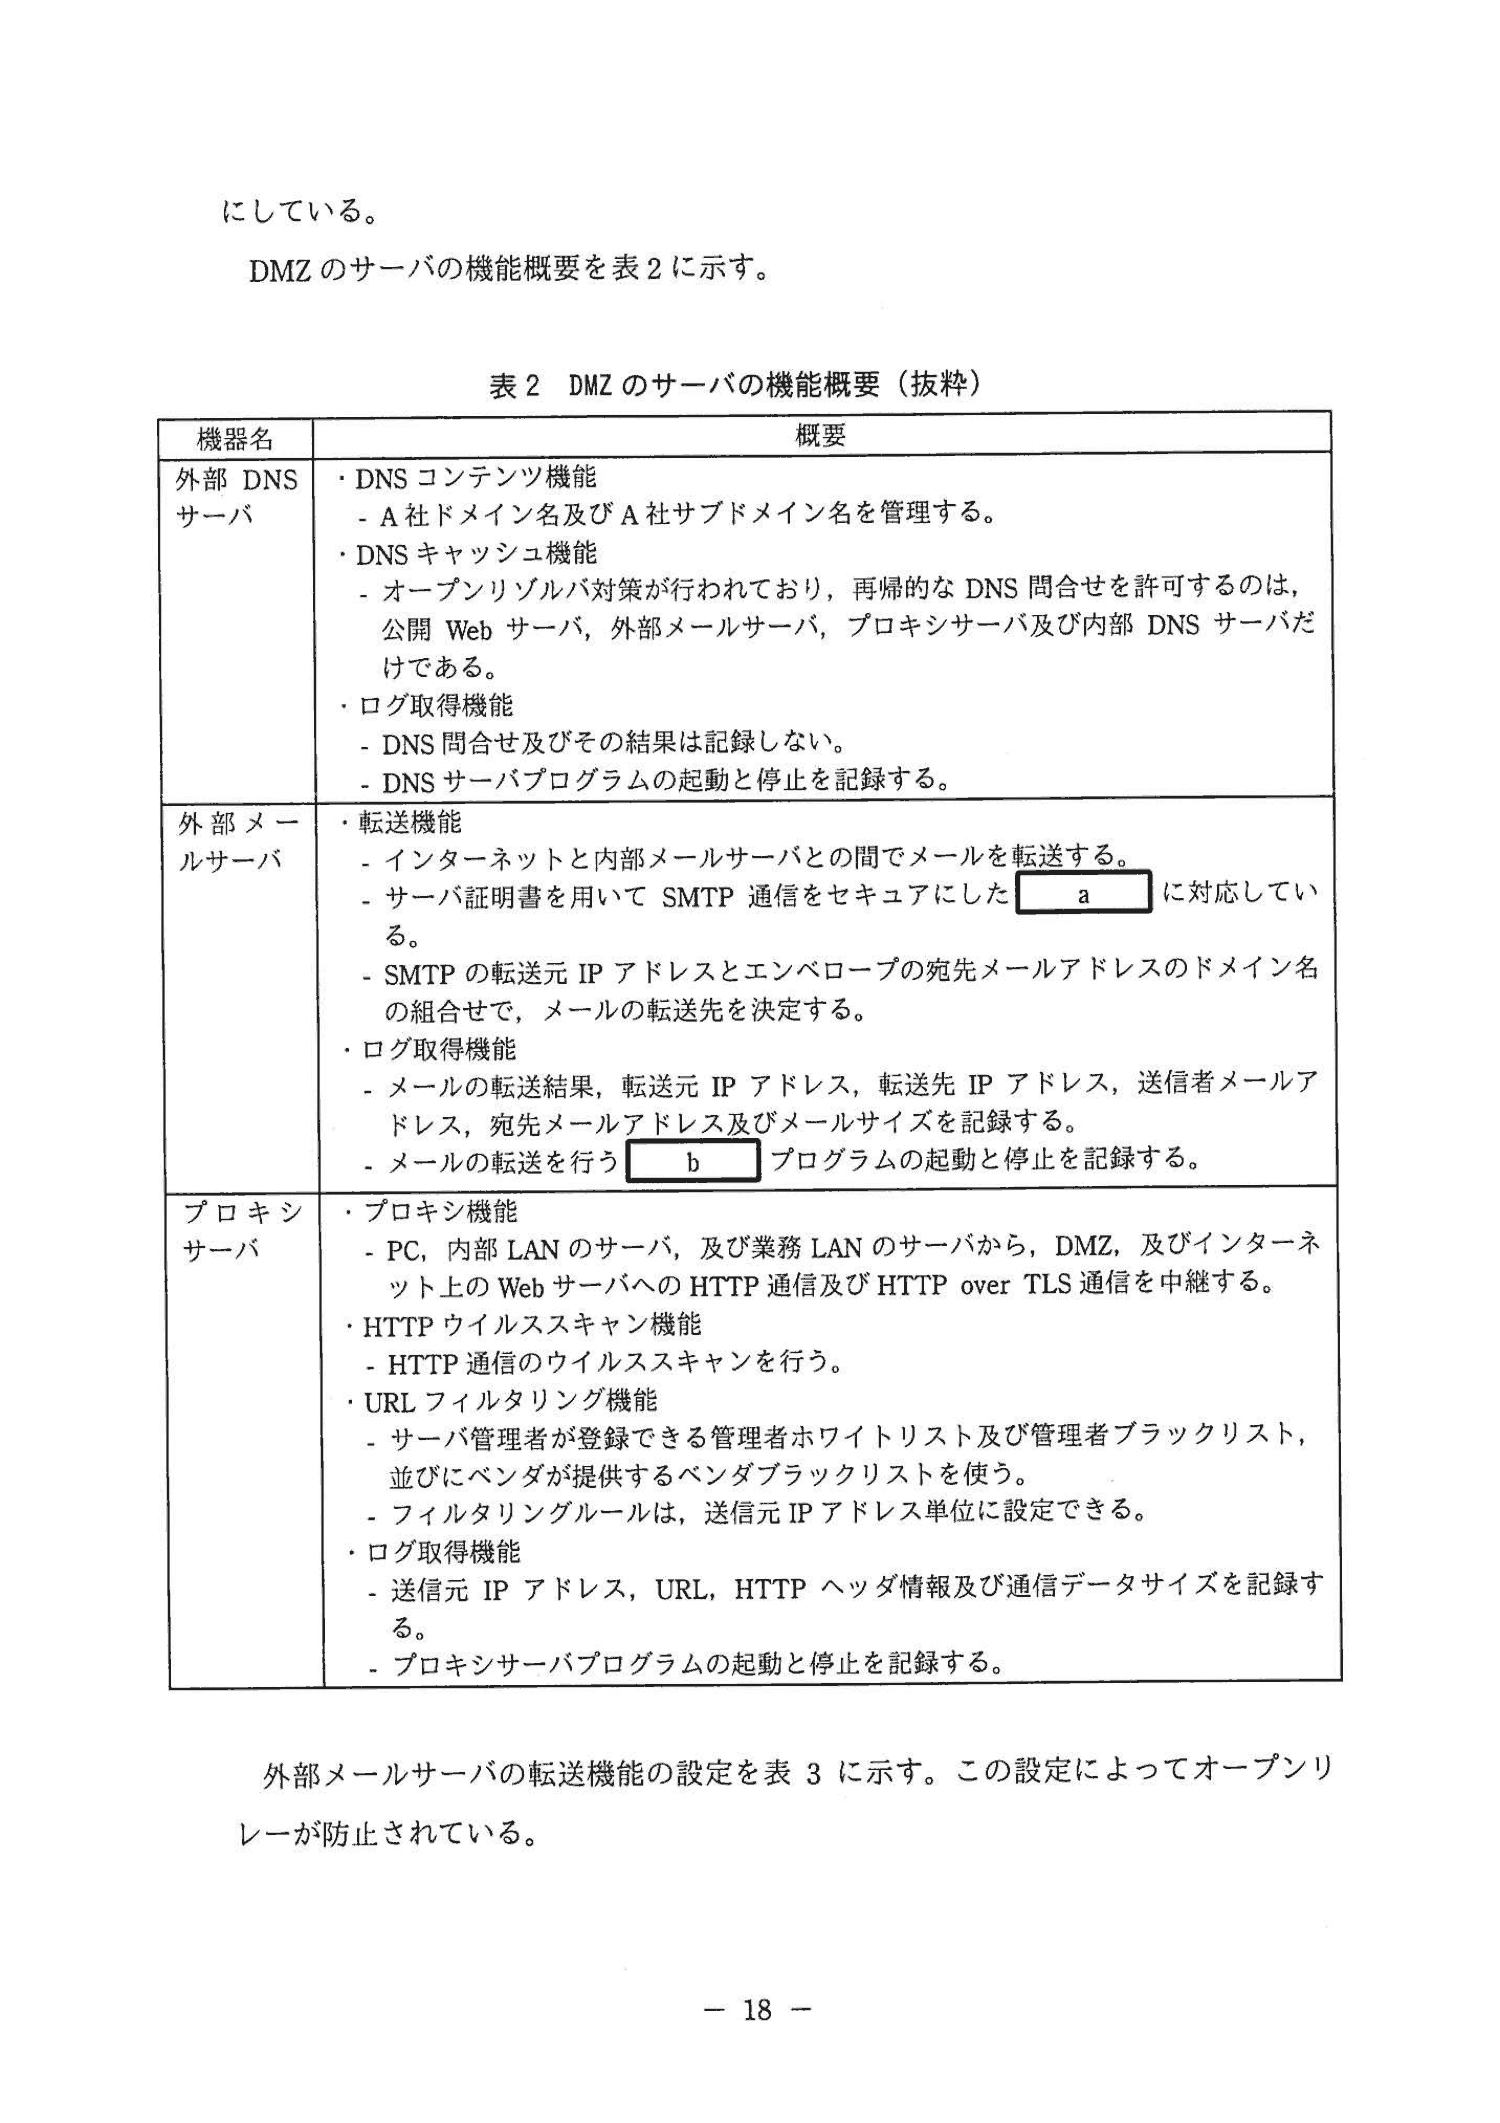 にしている。
DMZ のサーバの機能概要を表 2 に示す。
表 2　DMZ のサーバの機能概要（抜粋）
機器名
概要
外部 DNS
サーバ
・DNS コンテンツ機能
- A 社ドメイン名及び A 社サブドメイン名を管理する。
・DNS キャッシュ機能
- オープンリゾルバ対策が行われており，再帰的な DNS 問合せを許可するのは，
公開 Web サーバ，外部メールサーバ，プロキシサーバ及び内部 DNS サーバだ
けである。
・ログ取得機能
- DNS 問合せ及びその結果は記録しない。
- DNS サーバプログラムの起動と停止を記録する。
外部メー
ルサーバ
・転送機能
- インターネットと内部メールサーバとの間でメールを転送する。
- サーバ証明書を用いて SMTP 通信をセキュアにした a に対応してい
る。
- SMTP の転送元 IP アドレスとエンベロープの宛先メールアドレスのドメイン名
の組合せで，メールの転送先を決定する。
・ログ取得機能
- メールの転送結果，転送元 IP アドレス，転送先 IP アドレス，送信者メールア
ドレス，宛先メールアドレス及びメールサイズを記録する。
- メールの転送を行う b プログラムの起動と停止を記録する。
プロキシ
サーバ
・プロキシ機能
- PC，内部 LAN のサーバ，及び業務 LAN のサーバから，DMZ，及びインターネ
ット上の Web サーバへの HTTP 通信及び HTTP over TLS 通信を中継する。
・HTTP ウイルススキャン機能
- HTTP 通信のウイルススキャンを行う。
・URL フィルタリング機能
- サーバ管理者が登録できる管理者ホワイトリスト及び管理者ブラックリスト，
並びにベンダが提供するベンダブラックリストを使う。
- フィルタリングルールは，送信元 IP アドレス単位に設定できる。
・ログ取得機能
- 送信元 IP アドレス，URL，HTTP ヘッダ情報及び通信データサイズを記録す
る。
- プロキシサーバプログラムの起動と停止を記録する。
外部メールサーバの転送機能の設定を表 3 に示す。この設定によってオープンリ
レーが防止されている。
－ 18 －